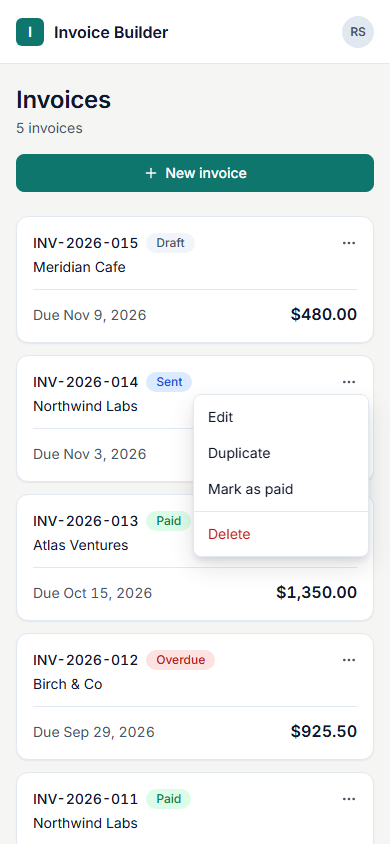 I Invoice Builder RS
Invoices
5 invoices
+ New invoice
INV-2026-015 Draft ···
Meridian Cafe
Due Nov 9, 2026 $480.00
INV-2026-014 Sent ···
Northwind Labs
Due Nov 3, 2026
Edit
Duplicate
Mark as paid
Delete
INV-2026-013 Paid
Atlas Ventures
Due Oct 15, 2026 $1,350.00
INV-2026-012 Overdue ···
Birch & Co
Due Sep 29, 2026 $925.50
INV-2026-011 Paid ···
Northwind Labs